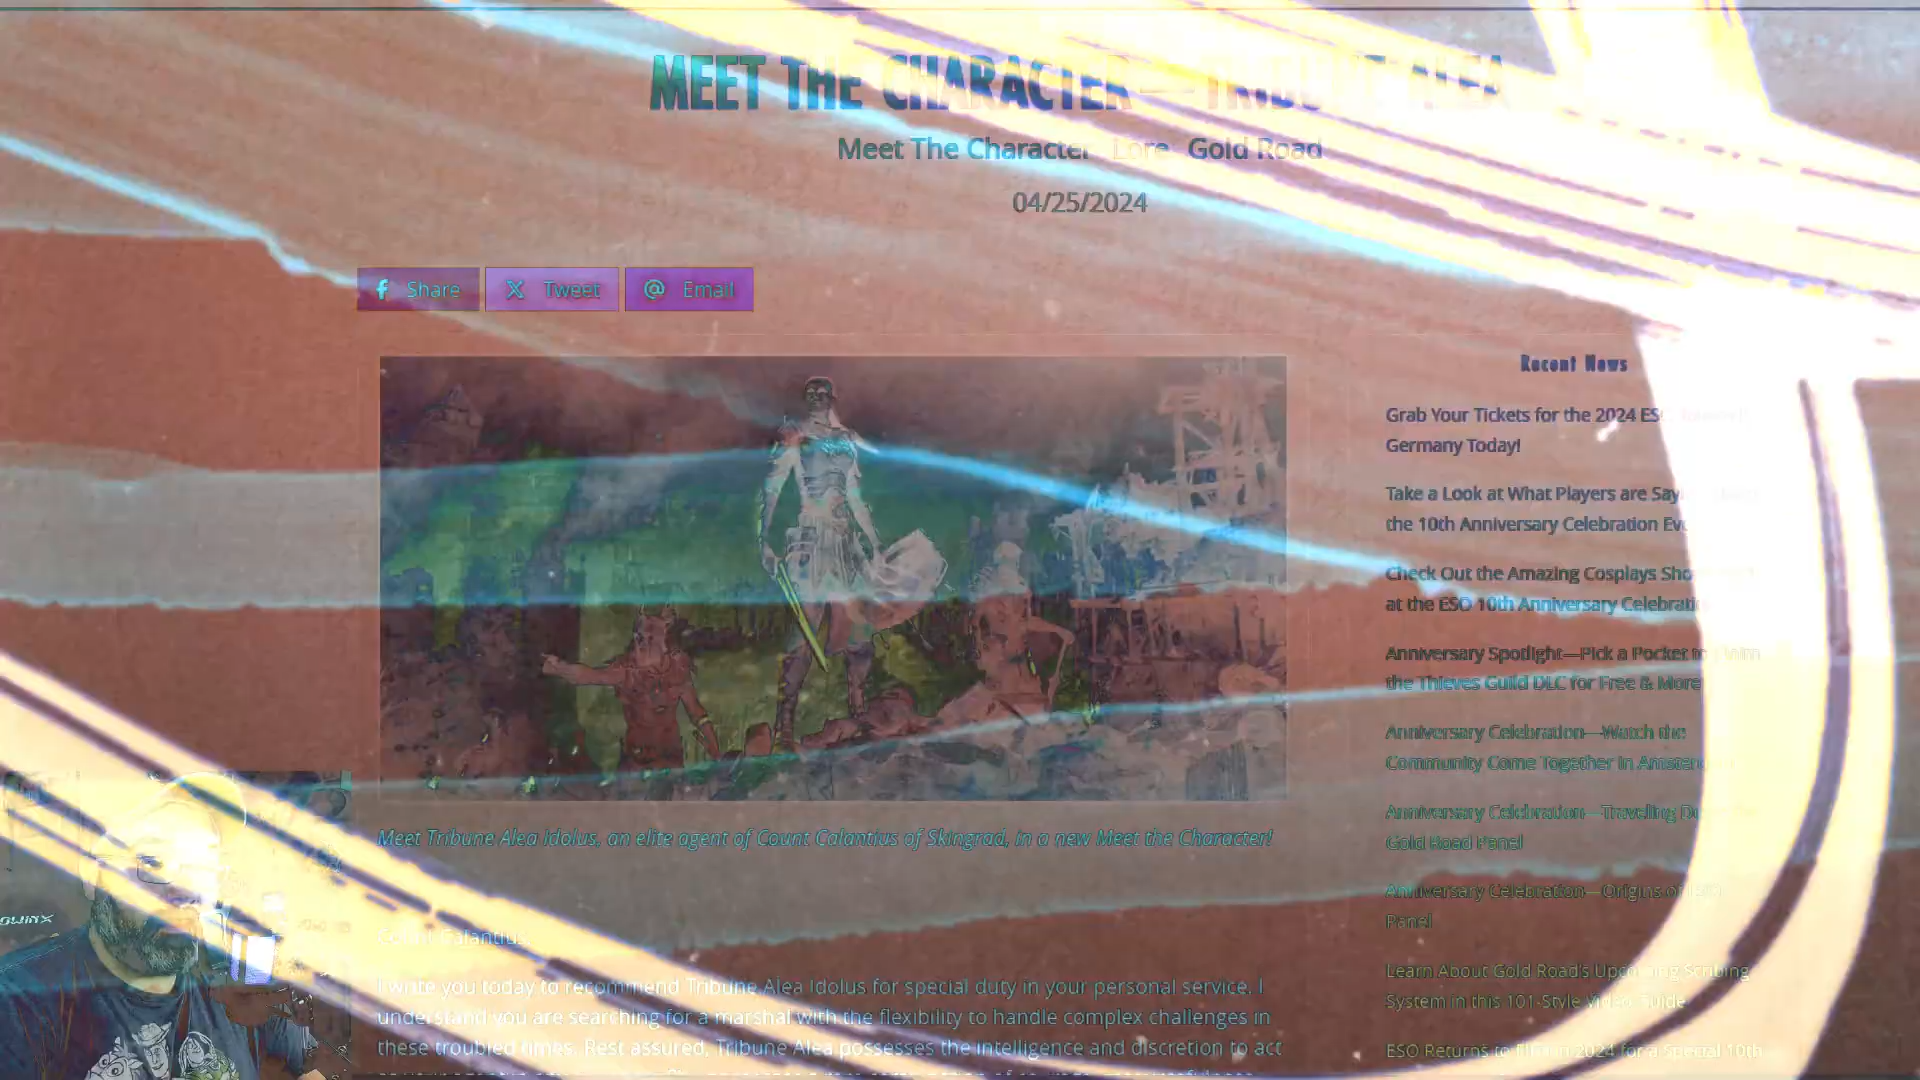 MEET THE CHARACTER—TRIBUNE ALEA
Meet The Character Lore Gold Road
04/25/2024
Share
Tweet
Email
Meet Tribune Alea Idolus, an elite agent of Count Calantius of Skingrad, in a new Meet the Character!
Count Calantius,
I write you today to recommend Tribune Alea Idolus for special duty in your personal service. I
understand you are searching for a marshal with the flexibility to handle complex challenges in
these troubled times. Rest assured, Tribune Alea possesses the intelligence and discretion to act
Recent News
Grab Your Tickets for the 2024 ESO
Germany Today!
Take a Look at What Players are
the 10th Anniversary Celebration
Check Out the Amazing Cosplays
at the ESO 10th Anniversary
Anniversary Spotlight—Pick a Pocket to
the Thieves Guild DLC for Free & More
Anniversary Celebration—Watch the
Community Come Together in
Anniversary Celebration—Traveling
Gold Road Panel
Anniversary Celebration—Origins of
Panel
Learn About Gold Road's Upcoming Scribing
System in this 101-Style Video Guide
ESO Returns to in 2024 for a Special 10th